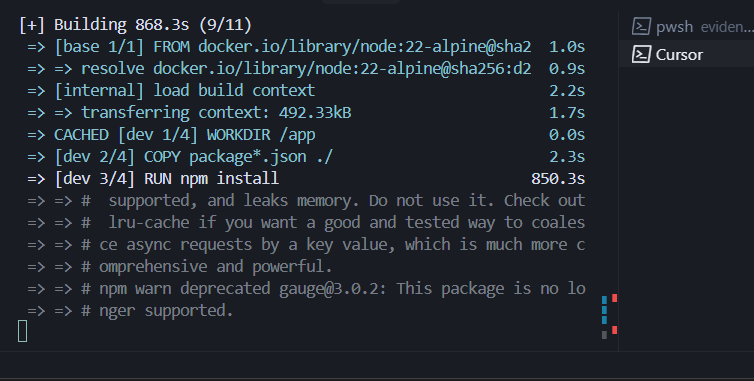 [+] Building 868.3s (9/11)
=> [base 1/1] FROM docker.io/library/node:22-alpine@sha2 1.0s
=> => resolve docker.io/library/node:22-alpine@sha256:d2 0.9s
=> [internal] load build context 2.2s
=> => transferring context: 492.33kB 1.7s
=> CACHED [dev 1/4] WORKDIR /app 0.0s
=> [dev 2/4] COPY package*.json ./ 2.3s
=> [dev 3/4] RUN npm install 850.3s
=> => # supported, and leaks memory. Do not use it. Check out
=> => # lru-cache if you want a good and tested way to coales
=> => # ce async requests by a key value, which is much more c
=> => # omprehensive and powerful.
=> => # npm warn deprecated gauge@3.0.2: This package is no lo
=> => # nger supported.
pwsh eviden...
Cursor